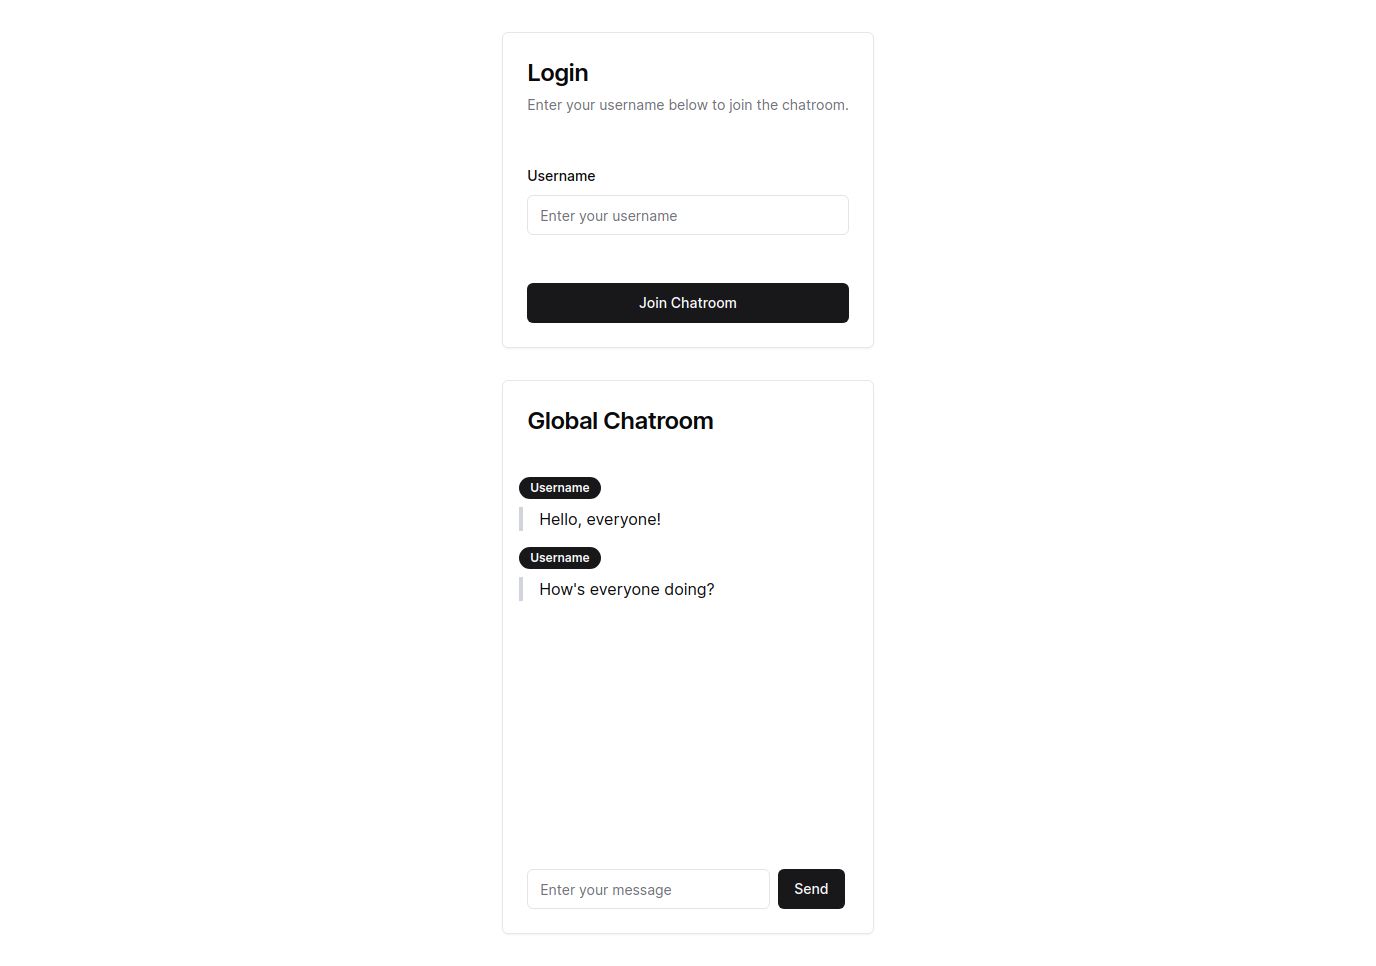 Login
Enter your username below to join the chatroom.
Username
Enter your username
Join Chatroom
Global Chatroom
Username
Hello, everyone!
Username
How's everyone doing?
Enter your message
Send